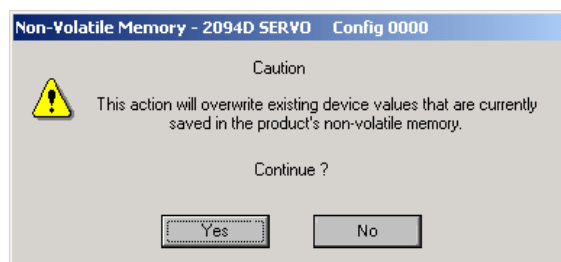 Non-Volatile Memory - 2094D SERVO Config 0000
Caution
This action will overwrite existing device values that are currently
saved in the product's non-volatile memory.
Continue ?
Yes No